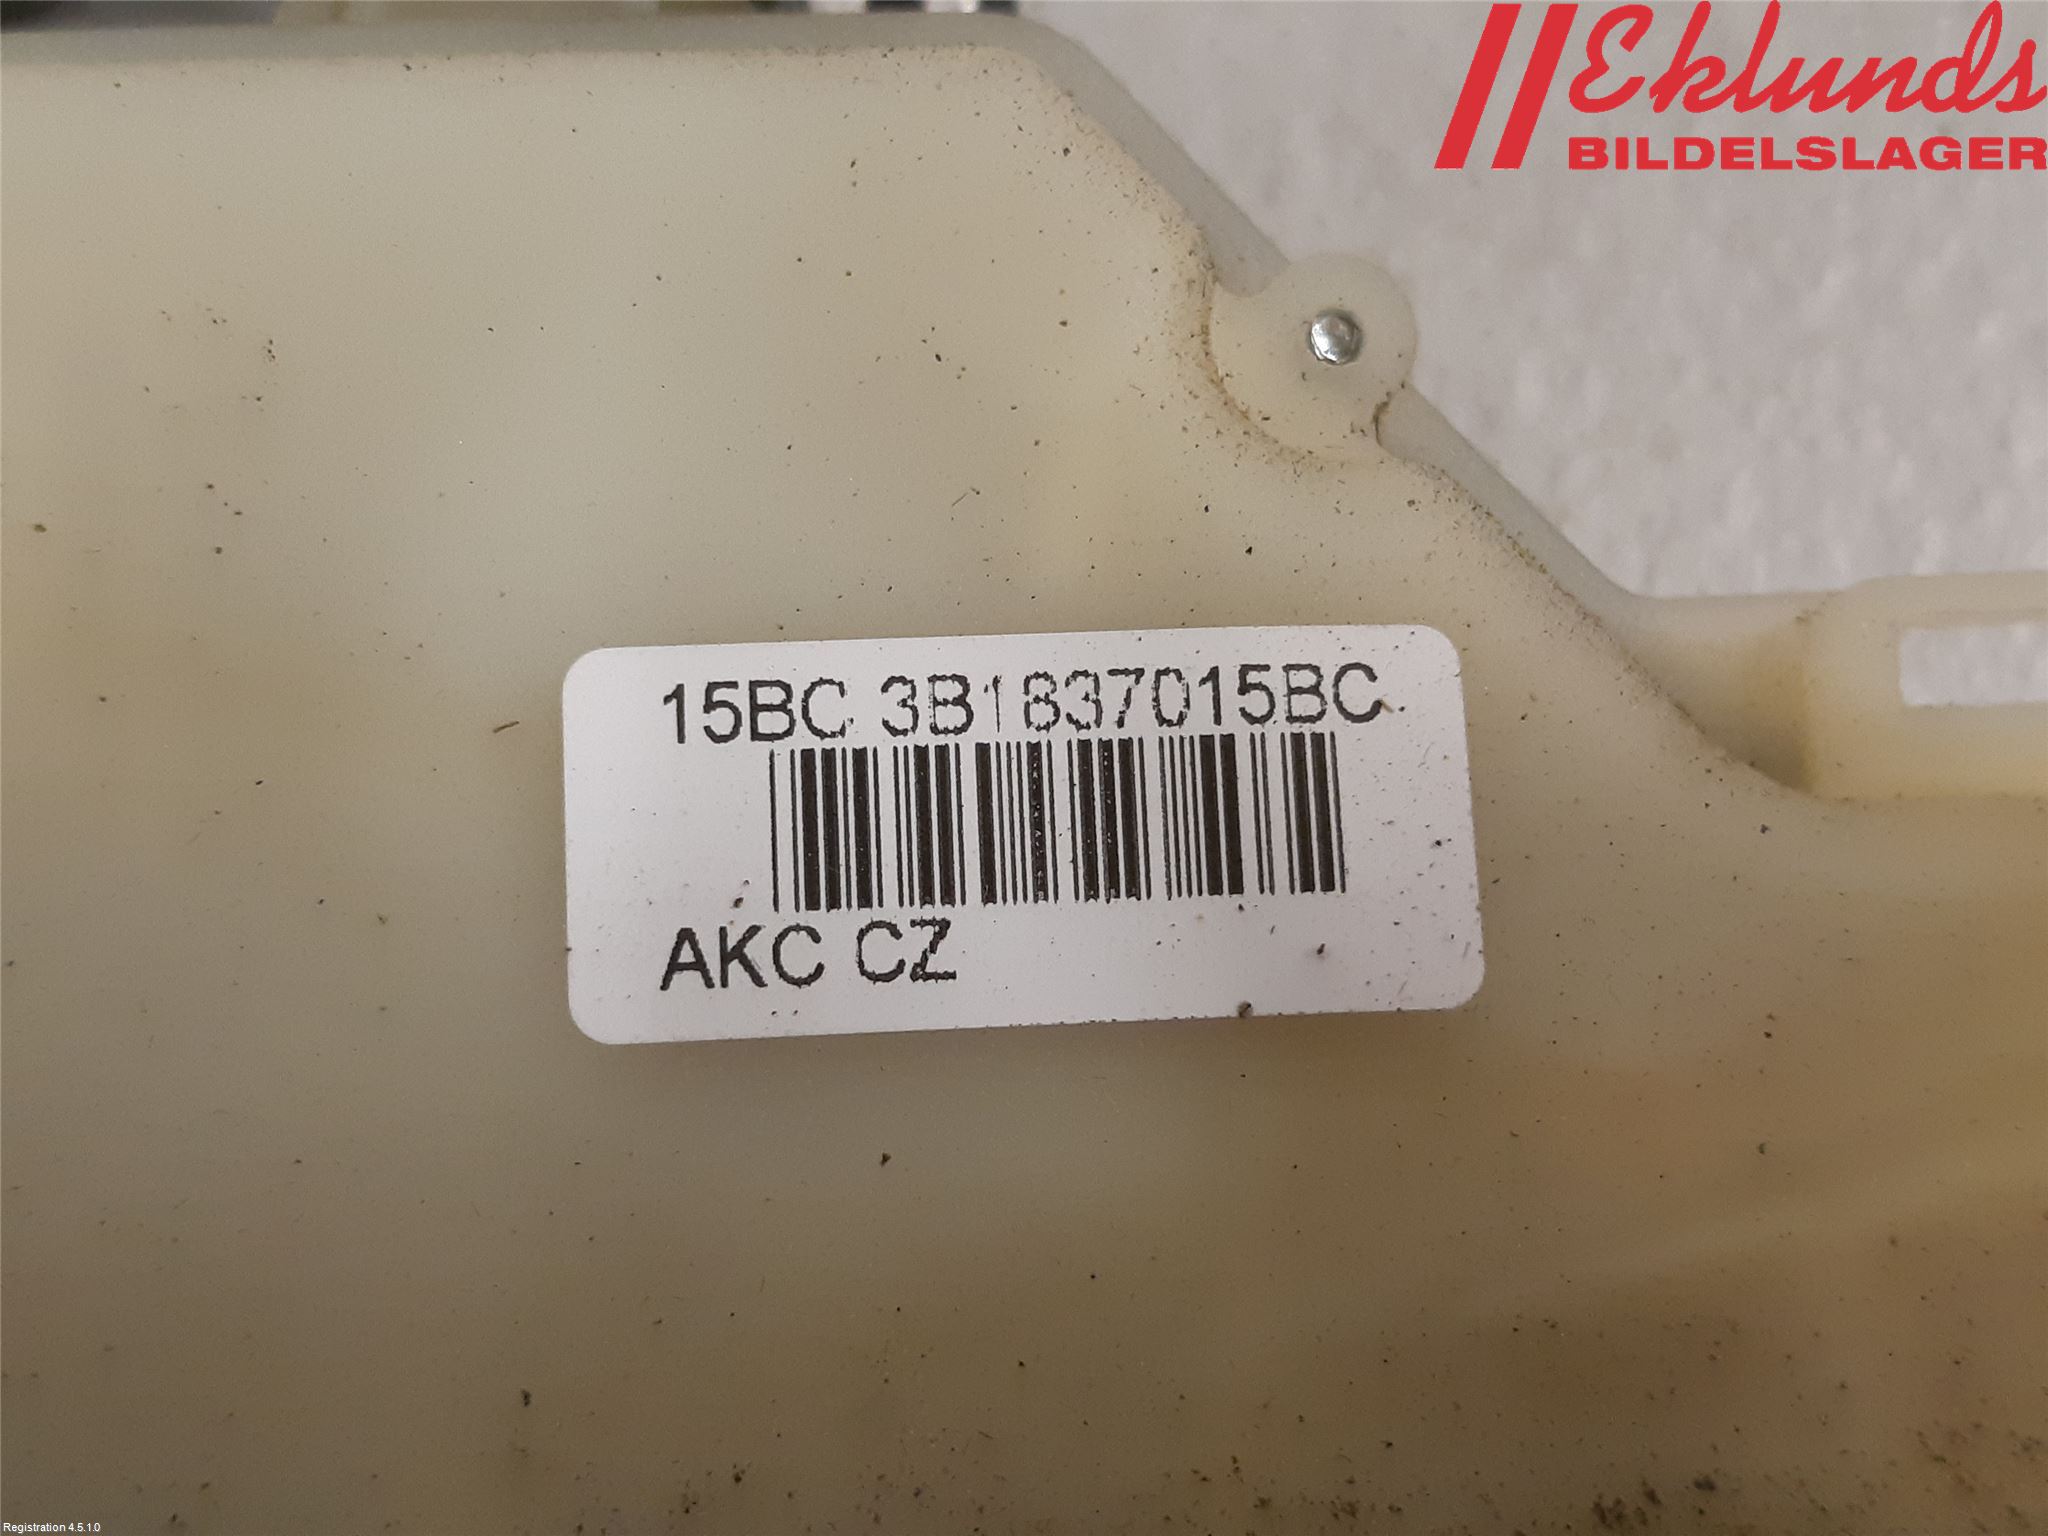 Eklunds
BILDELSLAGER
15BC 3B1837015BC
AKC CZ
Registration 4.5.1.0